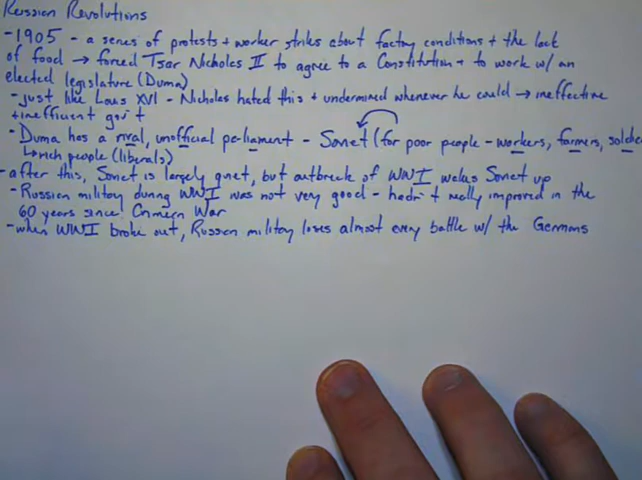 Russian Revolutions
-1905 - a series of protests + worker strikes about factory conditions + the lack
of food → forced Tsar Nicholas II to agree to a Constitution + to work w/ an
elected legislature (Duma)
-just like Louis XVI - Nicholas hated this + undermined whenever he could → ineffective
+ inefficient gov't
-Duma has a rival, unofficial parliament - Soviet (for poor people - workers, farmers,
↳ rich people (liberals)
-after this, Soviet is largely quiet, but outbreak of WWI wakes Soviet up
-Russian military during WWI was not very good - hadn't really improved in the
60 years since Crimean War
-when WWI broke out, Russian military loses almost every battle w/ the Germans